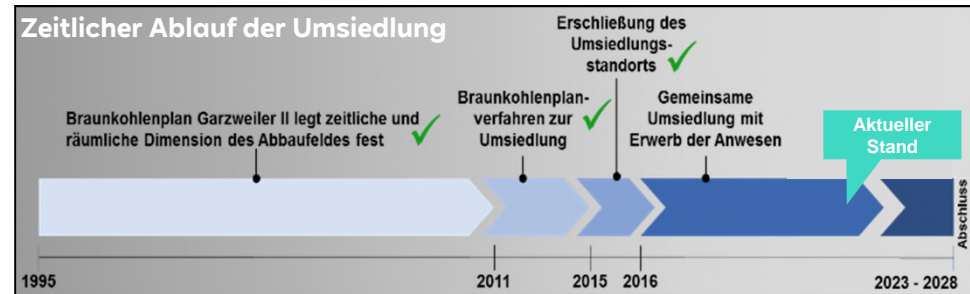 Zeitlicher Ablauf der Umsiedlung
Erschließung des
Umsiedlungs-
standorts
Braunkohlenplan Garzweiler II legt zeitliche und
räumliche Dimension des Abbaufeldes fest
Braunkohlenplan-
verfahren zur
Umsiedlung
Gemeinsame
Umsiedlung mit
Erwerb der Anwesen
Aktueller
Stand
Abschluss
1995
2011
2015
2016
2023 - 2028